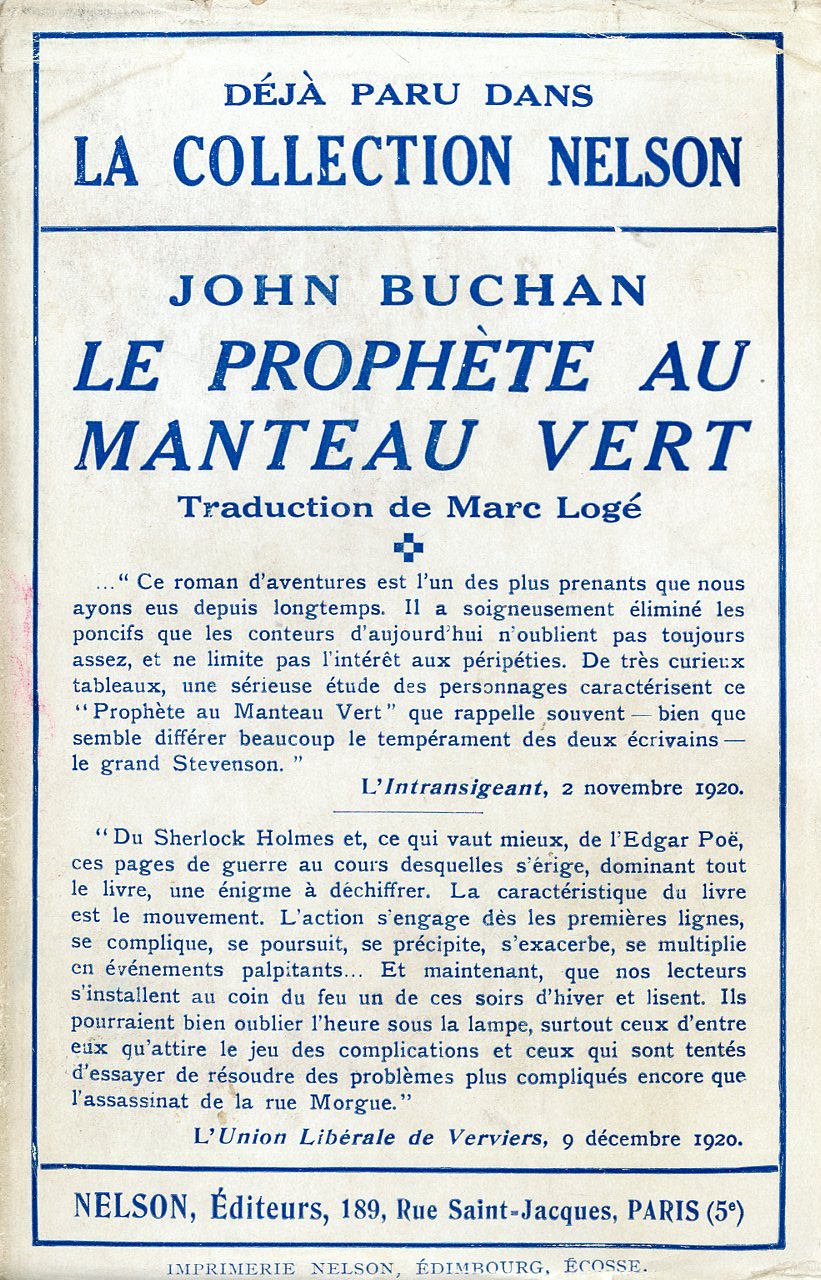 DÉJÀ PARU DANS
LA COLLECTION NELSON
JOHN BUCHAN
LE PROPHÈTE AU
MANTEAU VERT
Traduction de Marc Logé
..." Ce roman d'aventures est l'un des plus prenants que nous
ayons eus depuis longtemps. Il a soigneusement éliminé les
poncifs que les conteurs d'aujourd'hui n'oublient pas toujours
assez, et ne limite pas l'intérêt aux péripéties. De très curieux
tableaux, une sérieuse étude des personnages caractérisent ce
"Prophète au Manteau Vert" que rappelle souvent — bien que
semble différer beaucoup le tempérament des deux écrivains —
le grand Stevenson. "
L'Intransigeant, 2 novembre 1920.
"Du Sherlock Holmes et, ce qui vaut mieux, de l'Edgar Poë,
ces pages de guerre au cours desquelles s'érige, dominant tout
le livre, une énigme à déchiffrer. La caractéristique du livre
est le mouvement. L'action s'engage dès les premières lignes,
se complique, se poursuit, se précipite, s'exacerbe, se multiplie
en événements palpitants... Et maintenant, que nos lecteurs
s'installent au coin du feu un de ces soirs d'hiver et lisent. Ils
pourraient bien oublier l'heure sous la lampe, surtout ceux d'entre
eux qu'attire le jeu des complications et ceux qui sont tentés
d'essayer de résoudre des problèmes plus compliqués encore que
l'assassinat de la rue Morgue."
L'Union Libérale de Verviers, 9 décembre 1920.
NELSON, Éditeurs, 189, Rue Saint-Jacques, PARIS (5e)
IMPRIMERIE NELSON, ÉDIMBOURG, ÉCOSSE.